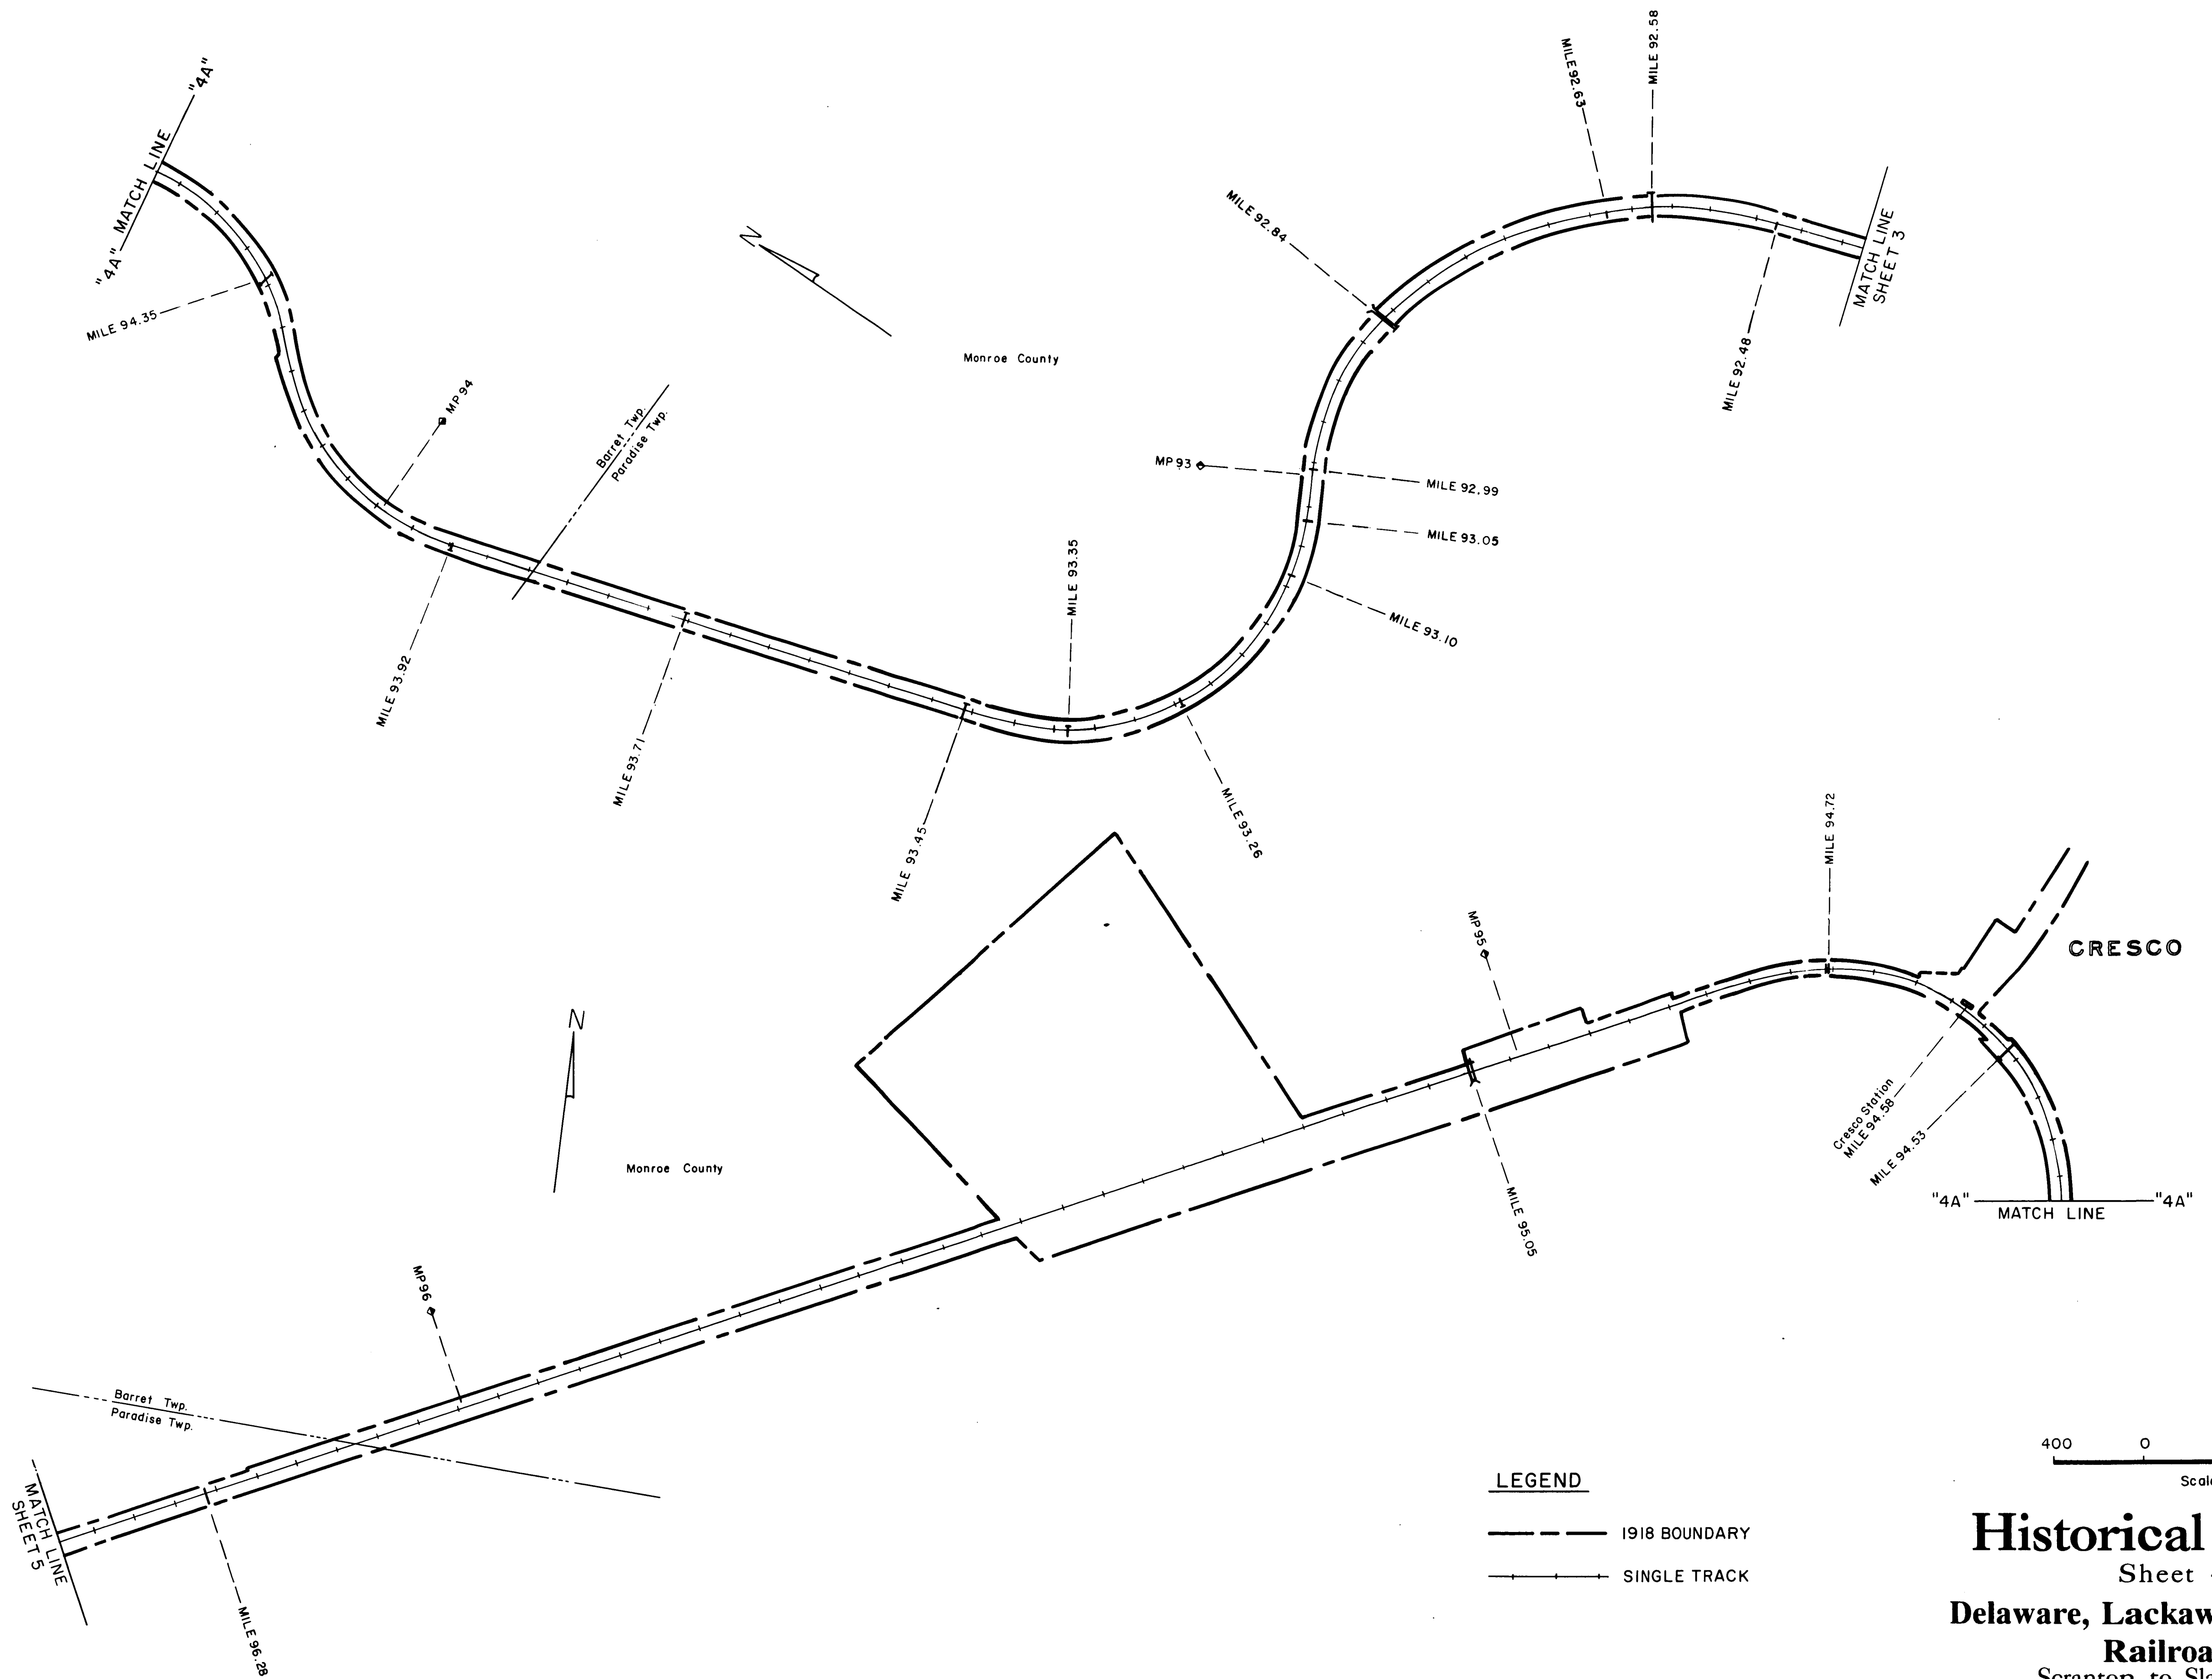 "4A"
MATCH LINE
"4A"
MILE 94.35
MP 94
Barret Twp.
Paradise Twp.
MILE 93.92
MILE 93.71
N
Monroe County
MILE 93.45
MILE 93.35
MILE 93.26
MILE 93.10
MILE 93.05
MILE 92.99
MP 93
MILE 92.84
MILE 92.63
MILE 92.58
MILE 92.48
MATCH LINE
SHEET 3
MILE 94.72
CRESCO
MP 95
Cresco Station
MILE 94.58
MILE 94.53
"4A"
"4A"
MATCH LINE
MILE 95.05
N
Monroe County
MP 96
Barret Twp.
Paradise Twp.
MATCH LINE
SHEET 5
MILE 96.28
LEGEND
1918 BOUNDARY
SINGLE TRACK
400 0
Historical
Sheet
Delaware,
Scranton to